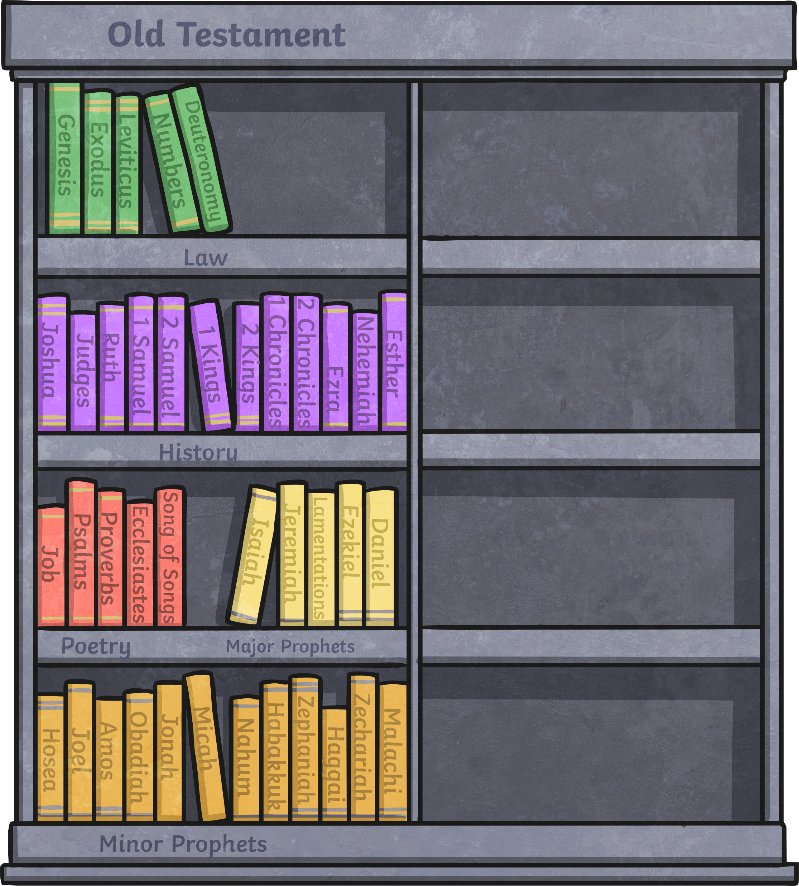 Old Testament
Genesis
Exodus
Leviticus
Numbers
Deuteronomy
Law
Joshua
Judges
Ruth
1 Samuel
2 Samuel
1 Kings
2 Kings
1 Chronicles
2 Chronicles
Ezra
Nehemiah
Esther
History
Job
Psalms
Proverbs
Ecclesiastes
Song of Songs
Isaiah
Jeremiah
Lamentations
Ezekiel
Daniel
Poetry
Major Prophets
Hosea
Joel
Amos
Obadiah
Jonah
Micah
Nahum
Habakkuk
Zephaniah
Haggai
Zechariah
Malachi
Minor Prophets